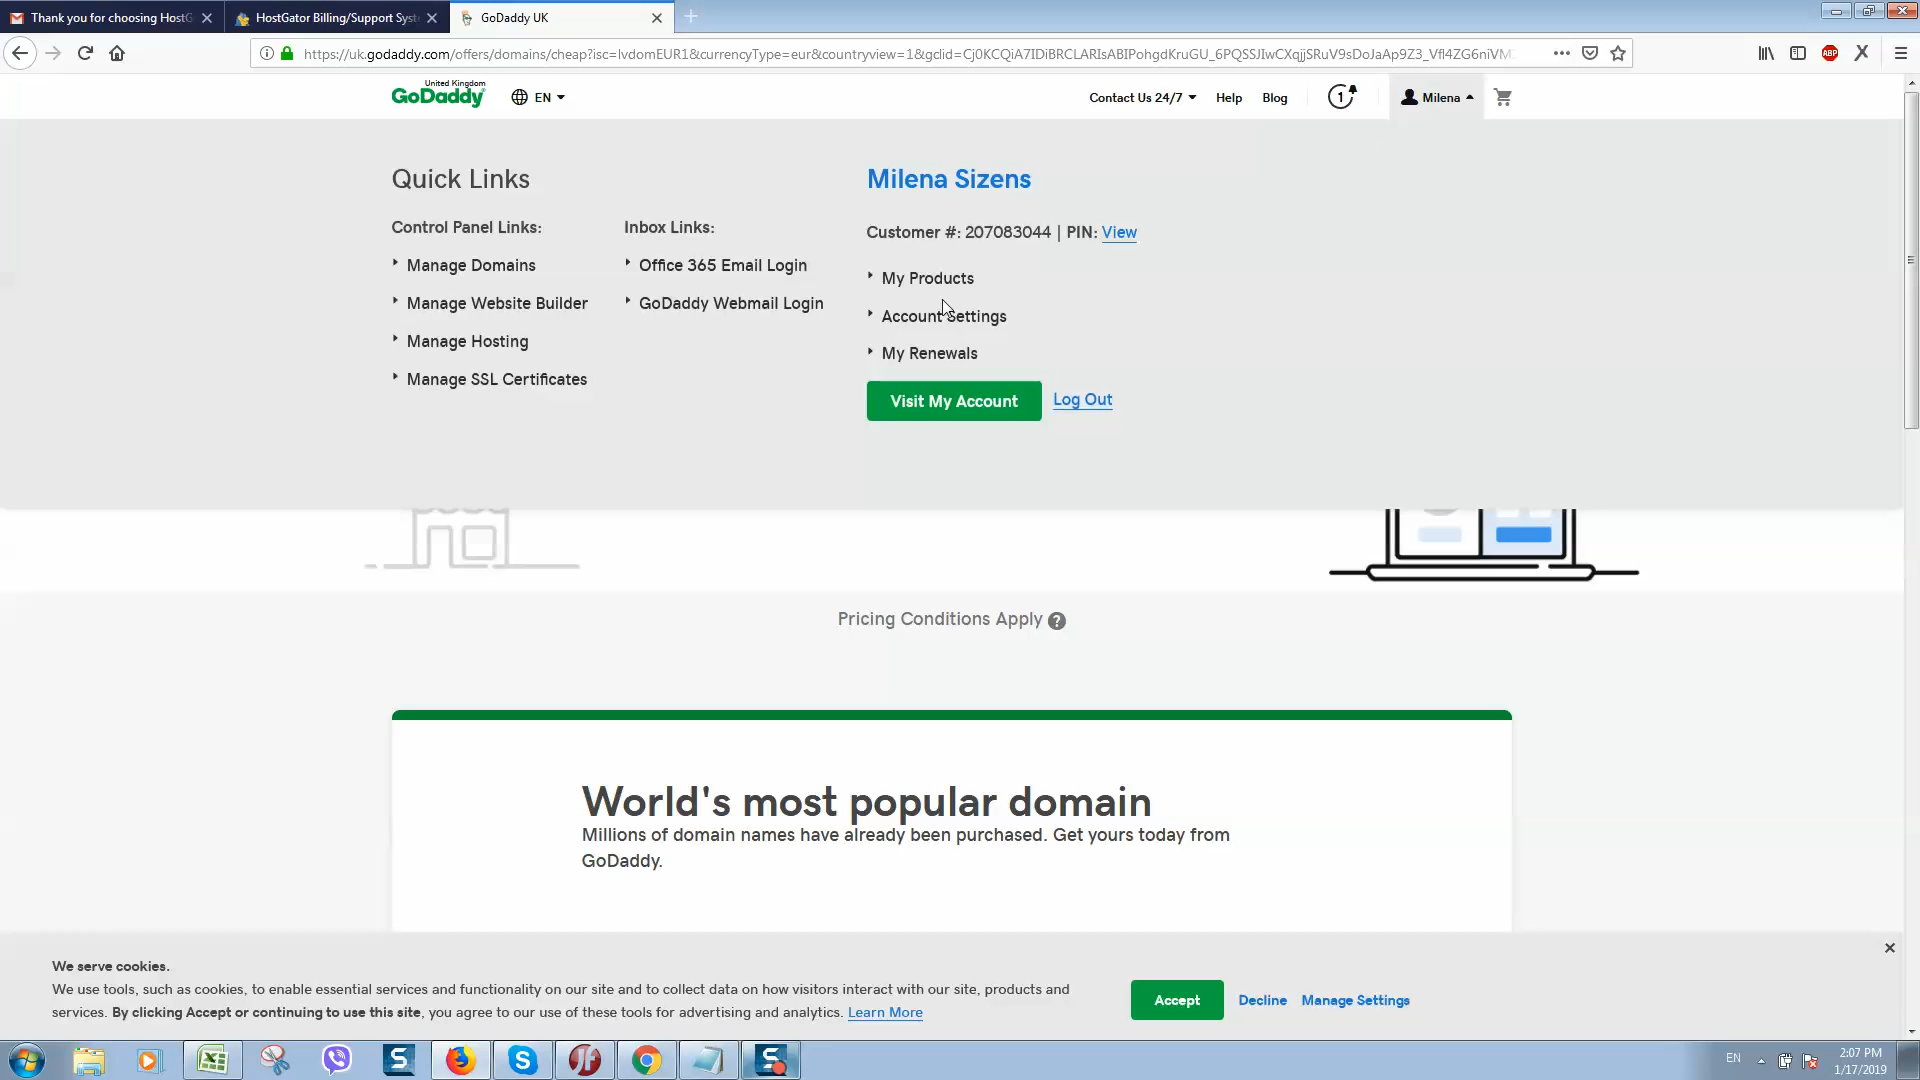 Thank you for choosing HostG
HostGator Billing/Support Syst
GoDaddy UK
https://uk.godaddy.com/offers/domains/cheap?isc=lvdomEUR1&currencyType=eur&countryview=1&gclid=Cj0KCQiA7IDiBRCLARIsABIPohgdKruGU_6PQSSJIwCXqjjSRuV9sDoJaAp9Z3_Vfl4ZG6niVM
ABP
United Kingdom
GoDaddy
EN
Contact Us 24/7
Help
Blog
1
Milena
Quick Links
Control Panel Links:
Manage Domains
Manage Website Builder
Manage Hosting
Manage SSL Certificates
Inbox Links:
Office 365 Email Login
GoDaddy Webmail Login
Milena Sizens
Customer #: 207083044 | PIN: View
My Products
Account Settings
My Renewals
Visit My Account
Log Out
Pricing Conditions Apply ?
World's most popular domain
Millions of domain names have already been purchased. Get yours today from
GoDaddy.
We serve cookies.
We use tools, such as cookies, to enable essential services and functionality on our site and to collect data on how visitors interact with our site, products and
services. By clicking Accept or continuing to use this site, you agree to our use of these tools for advertising and analytics. Learn More
Accept
Decline
Manage Settings
EN
2:07 PM
1/17/2019